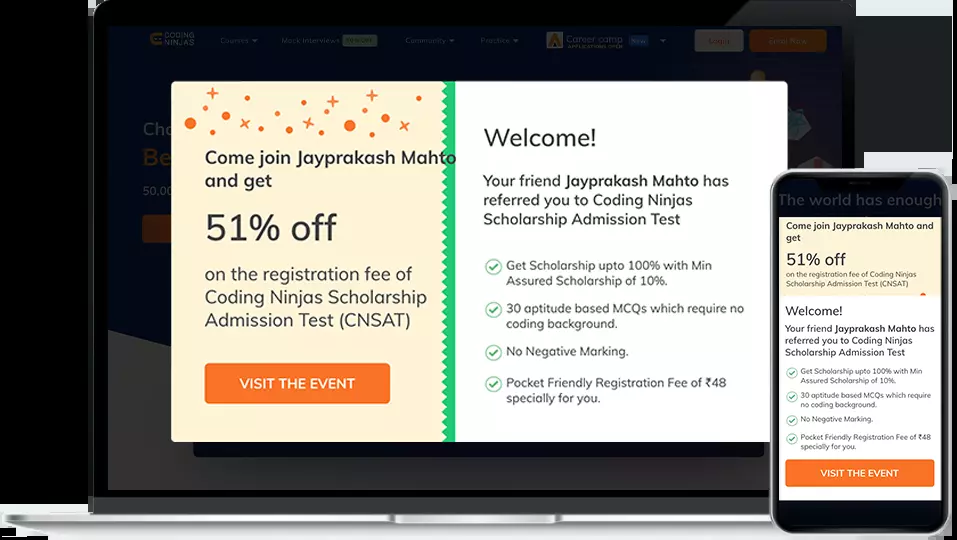 CODING
NINJAS
Courses
Mock Interviews
Community
Practice
Career camp
APPLICATION OPEN
New
Login
Enrol Now
Cho
Be
50,00
Come join Jayprakash Mahto
and get
51% off
on the registration fee of
Coding Ninjas Scholarship
Admission Test (CNSAT)
VISIT THE EVENT
Welcome!
Your friend Jayprakash Mahto has
referred you to Coding Ninjas
Scholarship Admission Test
Get Scholarship upto 100% with Min
Assured Scholarship of 10%.
30 aptitude based MCQs which require no
coding background.
No Negative Marking.
Pocket Friendly Registration Fee of ₹48
specially for you.
The world has enough
Come join Jayprakash Mahto and
get
51% off
on the registration fee of Coding Ninjas
Scholarship Admission Test (CNSAT)
Welcome!
Your friend Jayprakash Mahto has
referred you to Coding Ninjas
Scholarship Admission Test
Get Scholarship upto 100% with Min
Assured Scholarship of 10%.
30 aptitude based MCQs which require
no coding background.
No Negative Marking.
Pocket Friendly Registration Fee of ₹48
specially for you.
VISIT THE EVENT